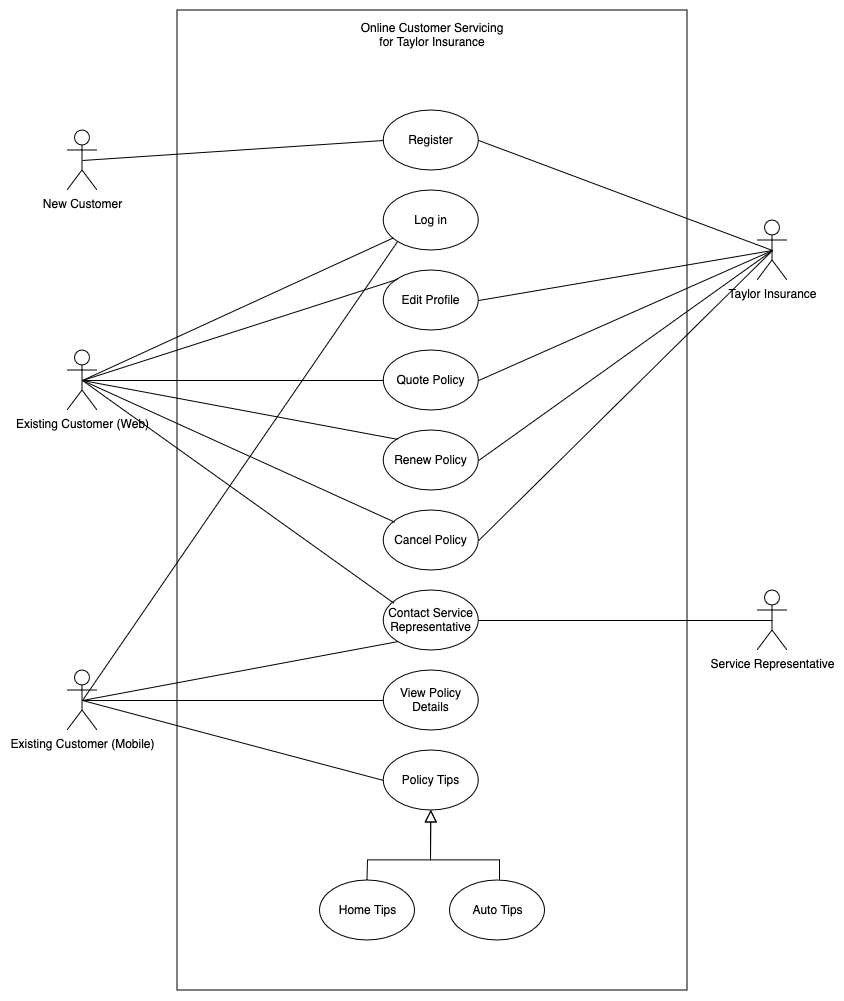 Online Customer Servicing
for Taylor Insurance
Register
New Customer
Log in
Taylor Insurance
Edit Profile
Quote Policy
Existing Customer (Web)
Renew Policy
Cancel Policy
Contact Service
Representative
Service Representative
View Policy
Details
Existing Customer (Mobile)
Policy Tips
Home Tips
Auto Tips